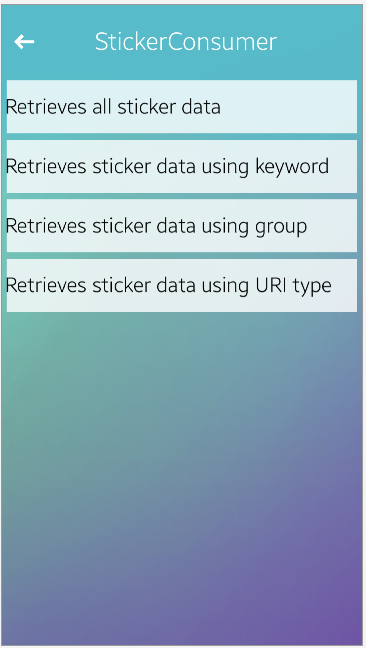 StickerConsumer
Retrieves all sticker data
Retrieves sticker data using keyword
Retrieves sticker data using group
Retrieves sticker data using URI type